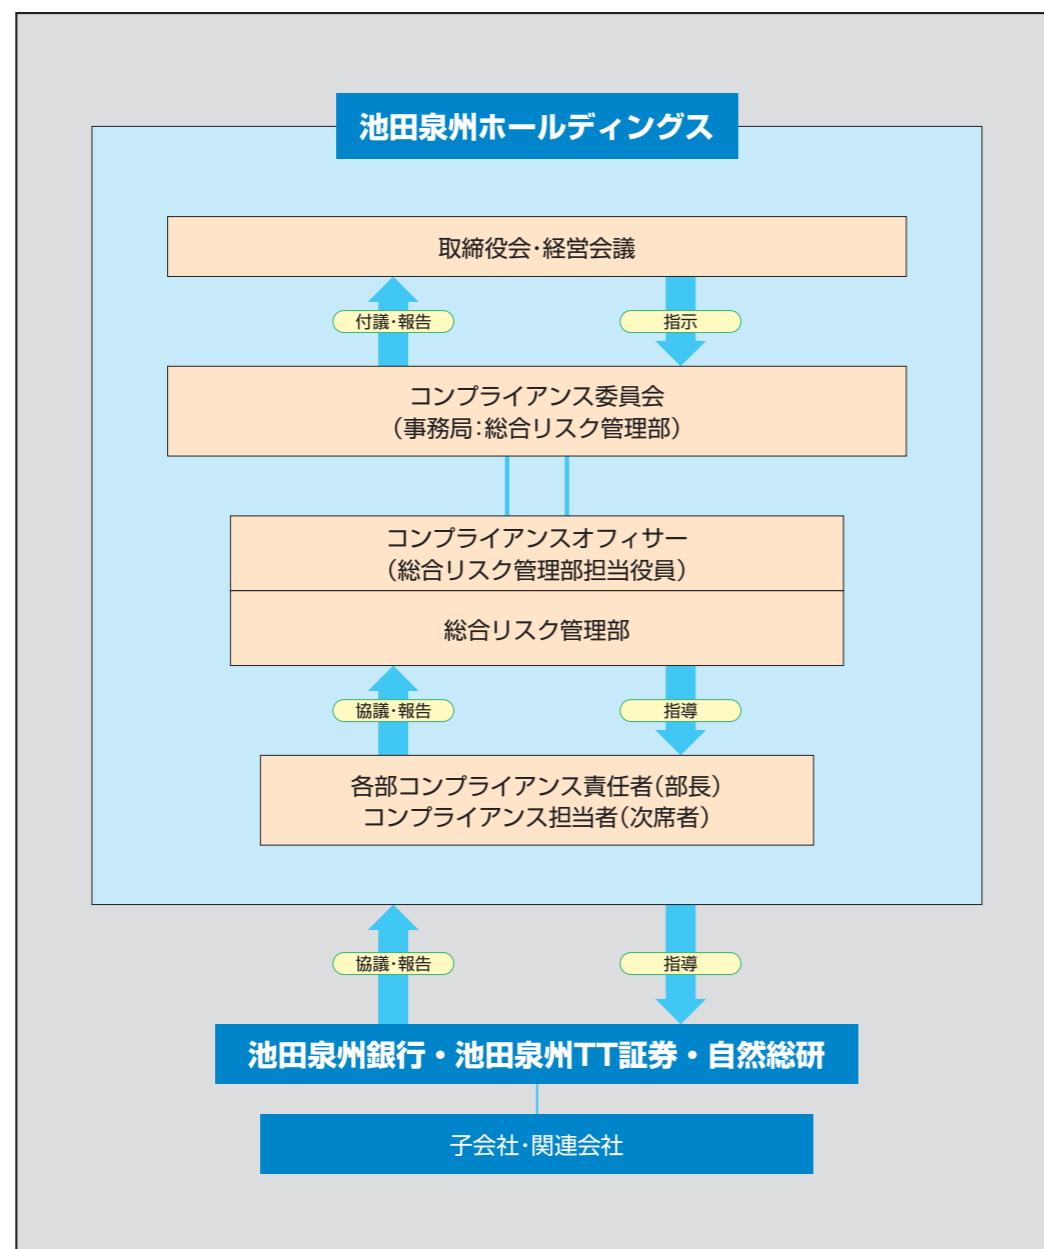 池田泉州ホールディングス
取締役会・経営会議
付議・報告
指示
コンプライアンス委員会
(事務局:総合リスク管理部)
コンプライアンスオフィサー
(総合リスク管理部担当役員)
総合リスク管理部
協議・報告
指導
各部コンプライアンス責任者(部長)
コンプライアンス担当者(次席者)
協議・報告
指導
池田泉州銀行・池田泉州TT証券・自然総研
子会社・関連会社